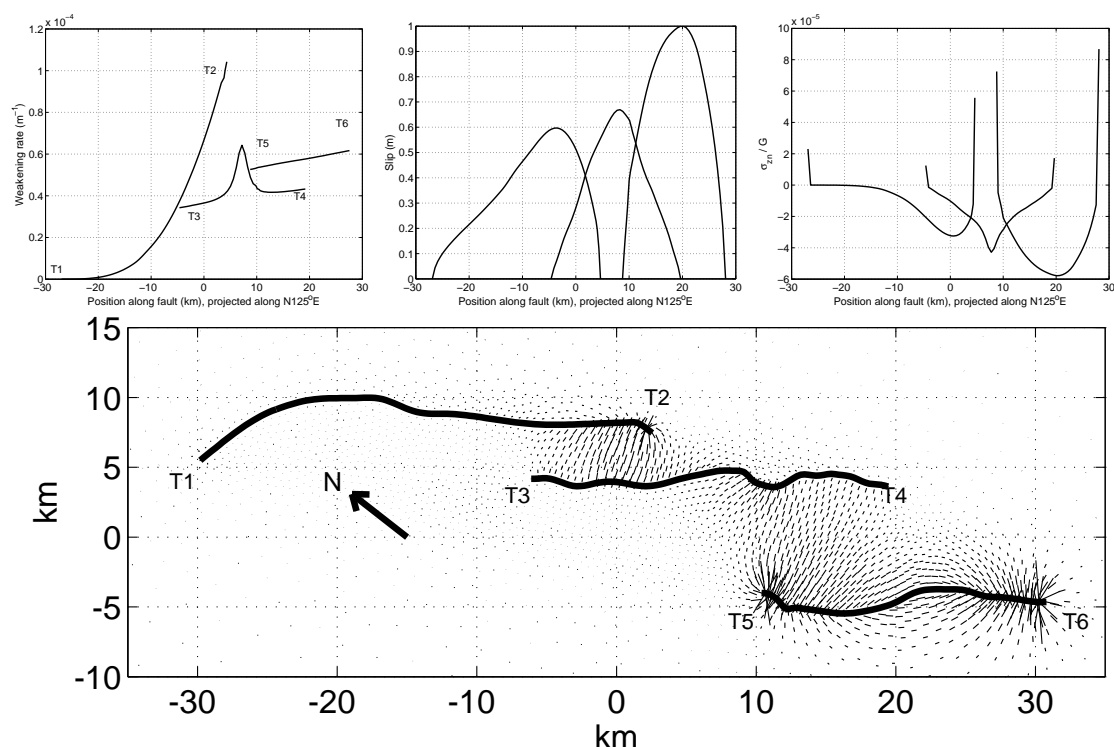 x 10⁻⁴
1.2
1
0.8
0.6
0.4
0.2
0
Weakening rate (m⁻¹)
T1
T2
T3
T4
T5
T6
−30 −20 −10 0 10 20 30
Position along fault (km), projected along N125°E
1
0.9
0.8
0.7
0.6
0.5
0.4
0.3
0.2
0.1
0
Slip (m)
−30 −20 −10 0 10 20 30
Position along fault (km), projected along N125°E
x 10⁻⁵
10
8
6
4
2
0
−2
−4
−6
σzn / G
−30 −20 −10 0 10 20 30
Position along fault (km), projected along N125°E
15
10
5
0
-5
-10
km
T1
T2
T3
T4
T5
T6
N
-30 -20 -10 0 10 20 30
km